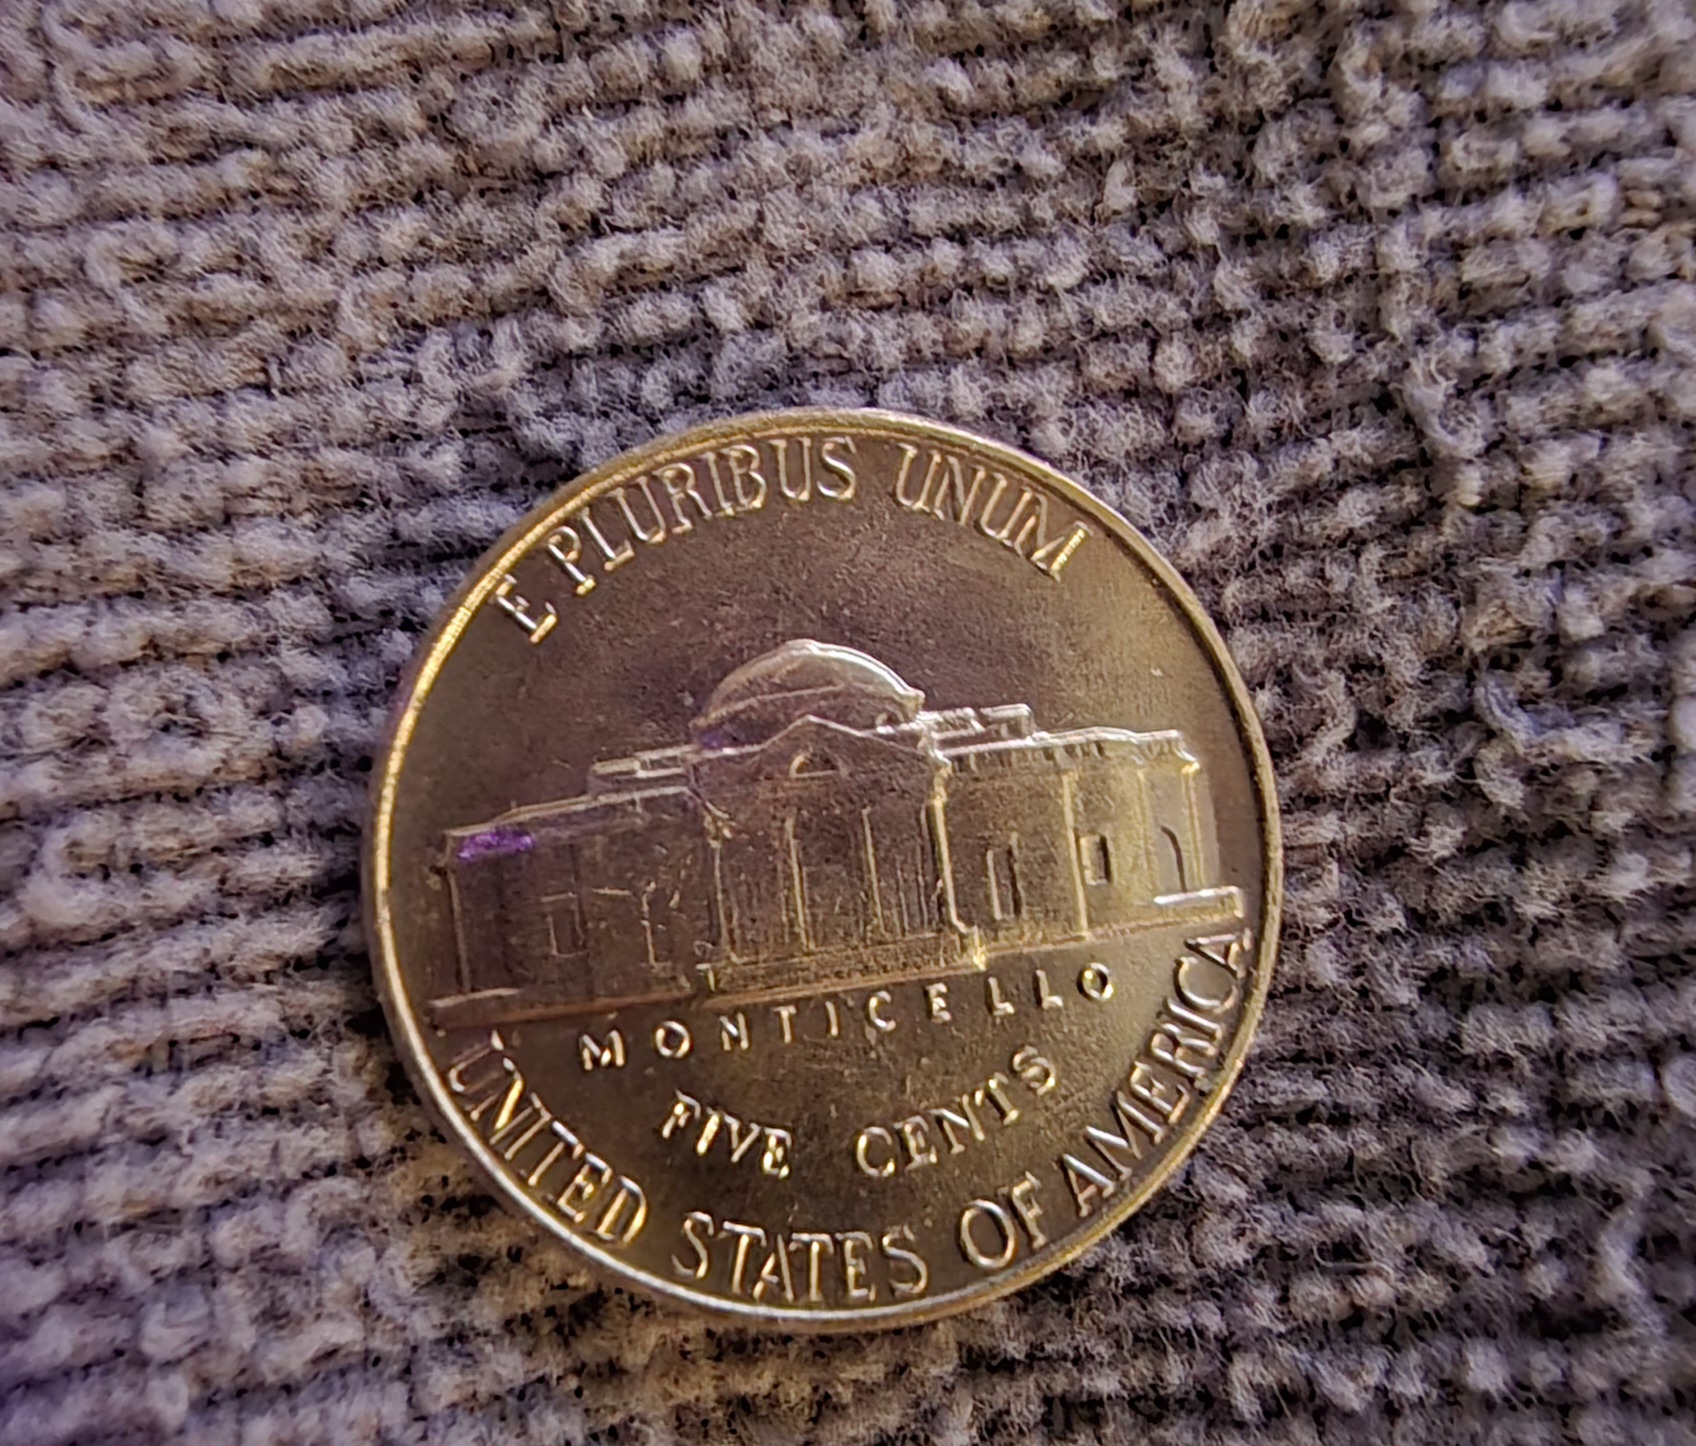 E PLURIBUS UNUM
MONTICELLO
FIVE CENTS
UNITED STATES OF AMERICA